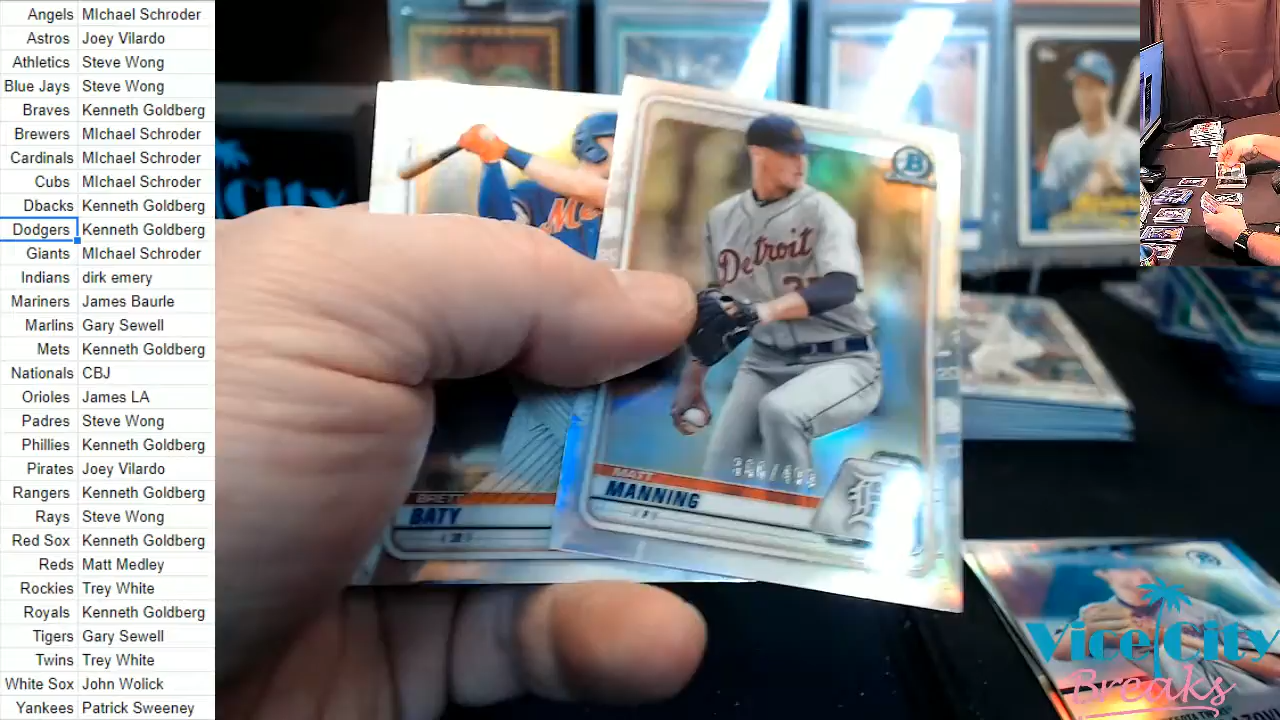 Angels MIchael Schroder
Astros Joey Vilardo
Athletics Steve Wong
Blue Jays Steve Wong
Braves Kenneth Goldberg
Brewers MIchael Schroder
Cardinals MIchael Schroder
Cubs MIchael Schroder
Dbacks Kenneth Goldberg
Dodgers Kenneth Goldberg
Giants MIchael Schroder
Indians dirk emery
Mariners James Baurle
Marlins Gary Sewell
Mets Kenneth Goldberg
Nationals CBJ
Orioles James LA
Padres Steve Wong
Phillies Kenneth Goldberg
Pirates Joey Vilardo
Rangers Kenneth Goldberg
Rays Steve Wong
Red Sox Kenneth Goldberg
Reds Matt Medley
Rockies Trey White
Royals Kenneth Goldberg
Tigers Gary Sewell
Twins Trey White
White Sox John Wolick
Yankees Patrick Sweeney
B
Detroit
MATT
MANNING
BRETT
BATY
Vice City
Breaks